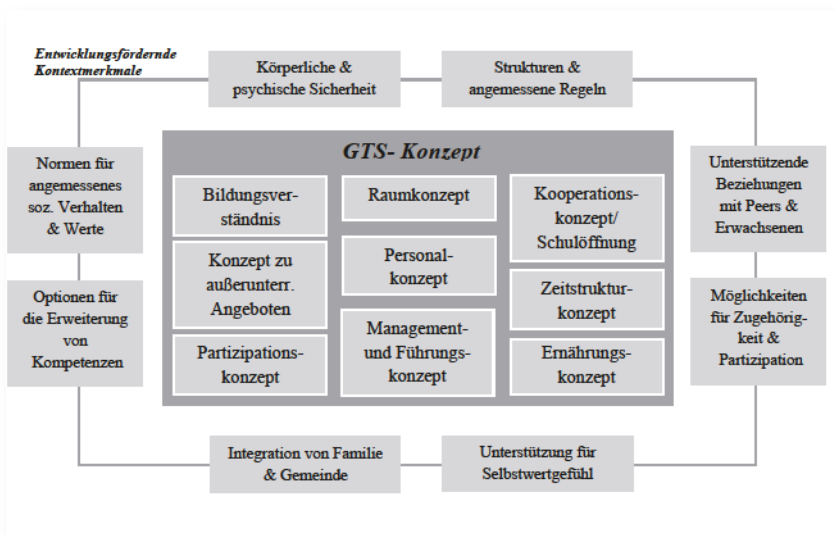 Entwicklungsfördernde
Kontextmerkmale
Körperliche &
psychische Sicherheit
Strukturen &
angemessene Regeln
Normen für
angemessenes
soz. Verhalten
& Werte
Optionen für
die Erweiterung
von
Kompetenzen
GTS- Konzept
Bildungsver-
ständnis
Konzept zu
außerunterr.
Angeboten
Partizipations-
konzept
Raumkonzept
Personal-
konzept
Management-
und Führungs-
konzept
Kooperations-
konzept/
Schulöffnung
Zeitstruktur-
konzept
Ernährungs-
konzept
Unterstützende
Beziehungen
mit Peers &
Erwachsenen
Möglichkeiten
für Zugehörig-
keit &
Partizipation
Integration von Familie
& Gemeinde
Unterstützung für
Selbstwertgefühl